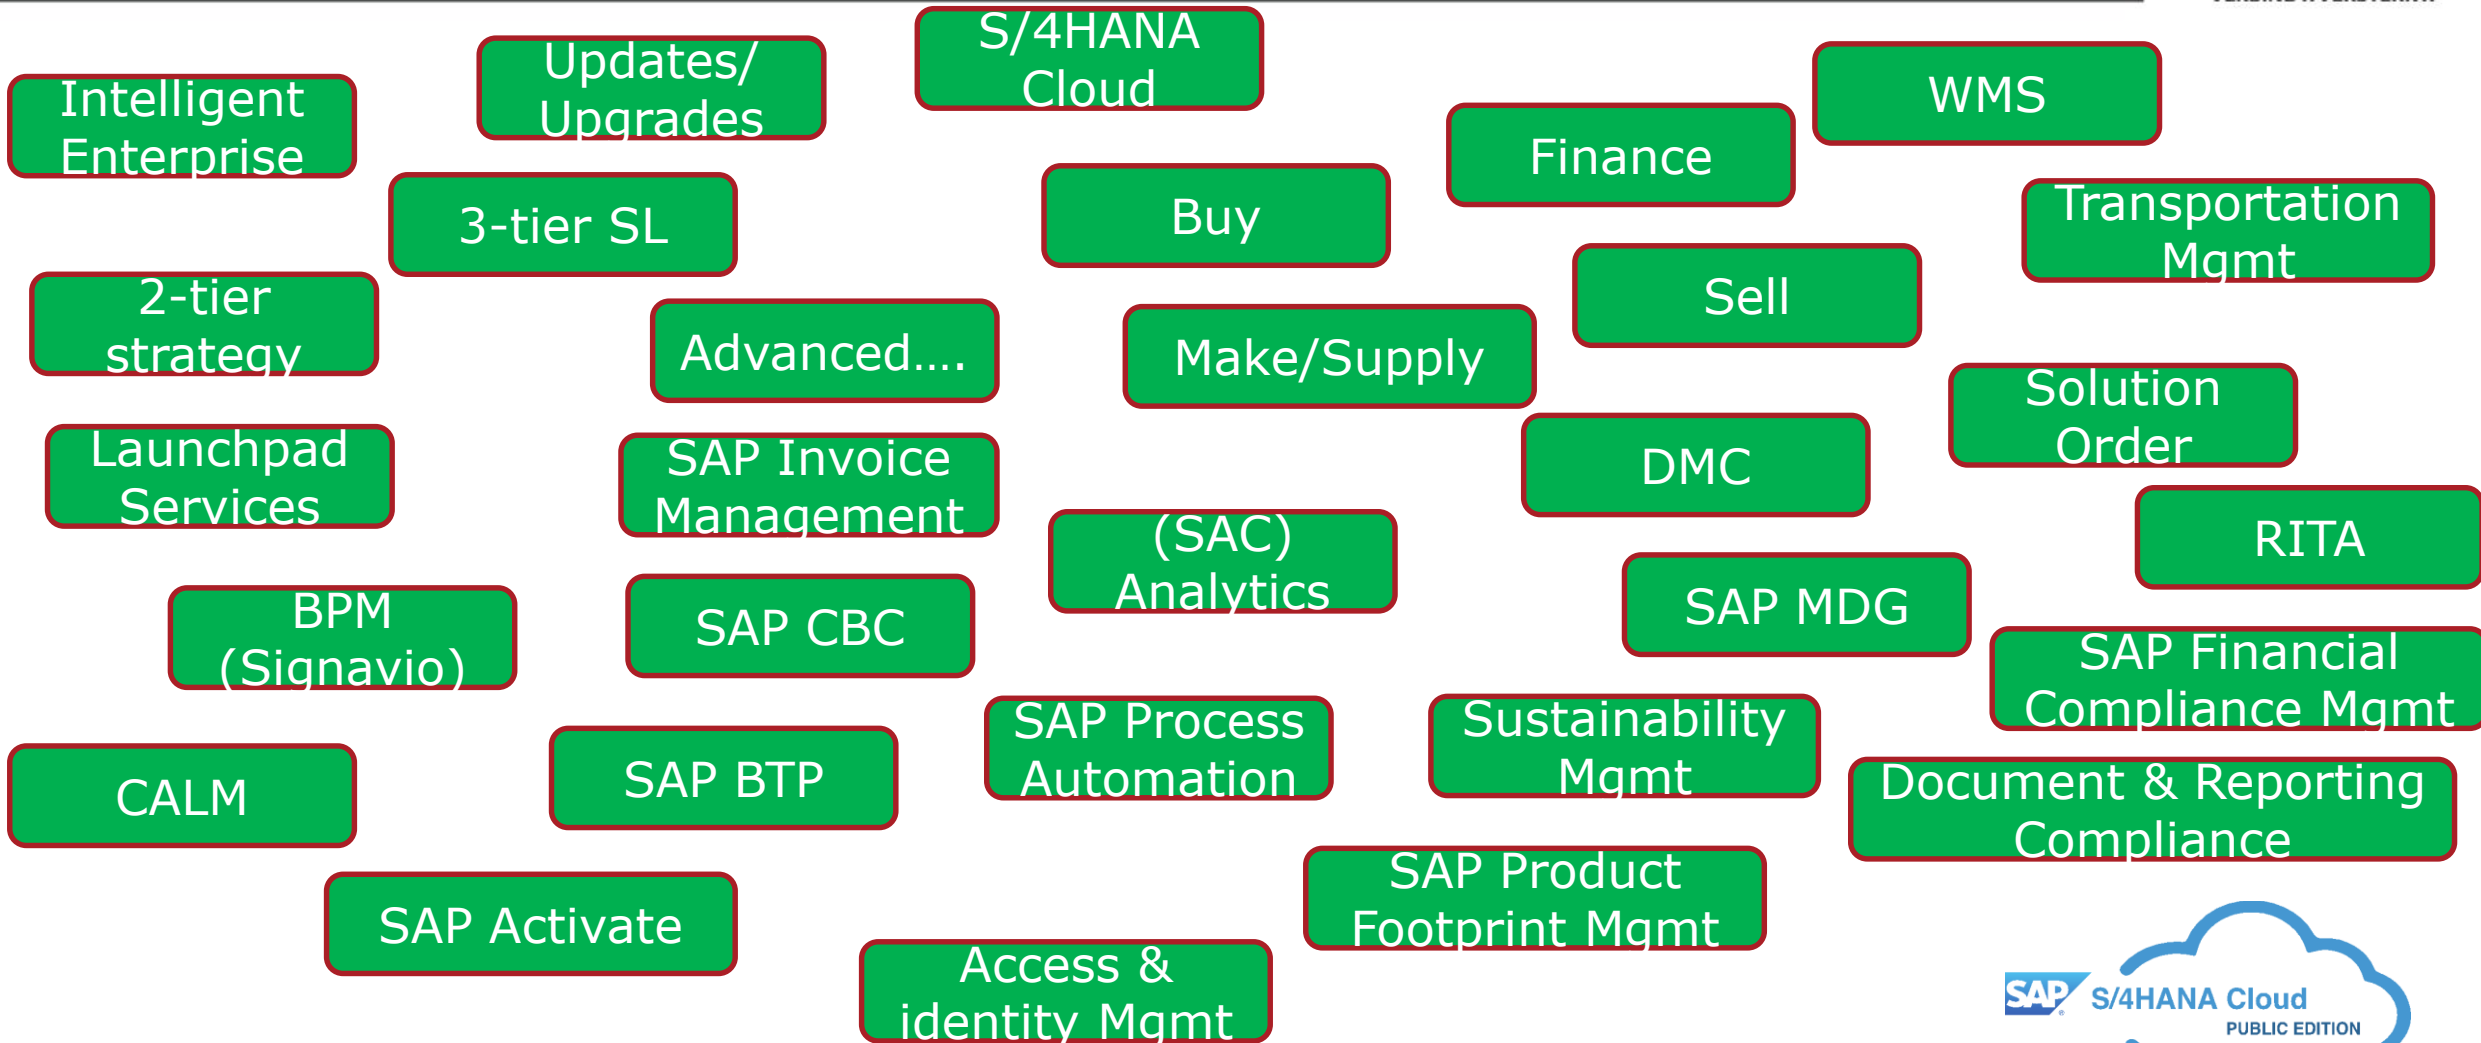 S/4HANA
Cloud
Updates/
Upgrades
WMS
Intelligent
Enterprise
Finance
3-tier SL
Buy
Transportation
Mgmt
2-tier
strategy
Sell
Advanced....
Make/Supply
Solution
Order
Launchpad
Services
SAP Invoice
Management
DMC
(SAC)
Analytics
RITA
BPM
(Signavio)
SAP CBC
SAP MDG
SAP Financial
Compliance Mgmt
SAP Process
Automation
Sustainability
Mgmt
CALM
SAP BTP
Document & Reporting
Compliance
SAP Product
Footprint Mgmt
SAP Activate
Access &
identity Mgmt
SAP S/4HANA Cloud
PUBLIC EDITION